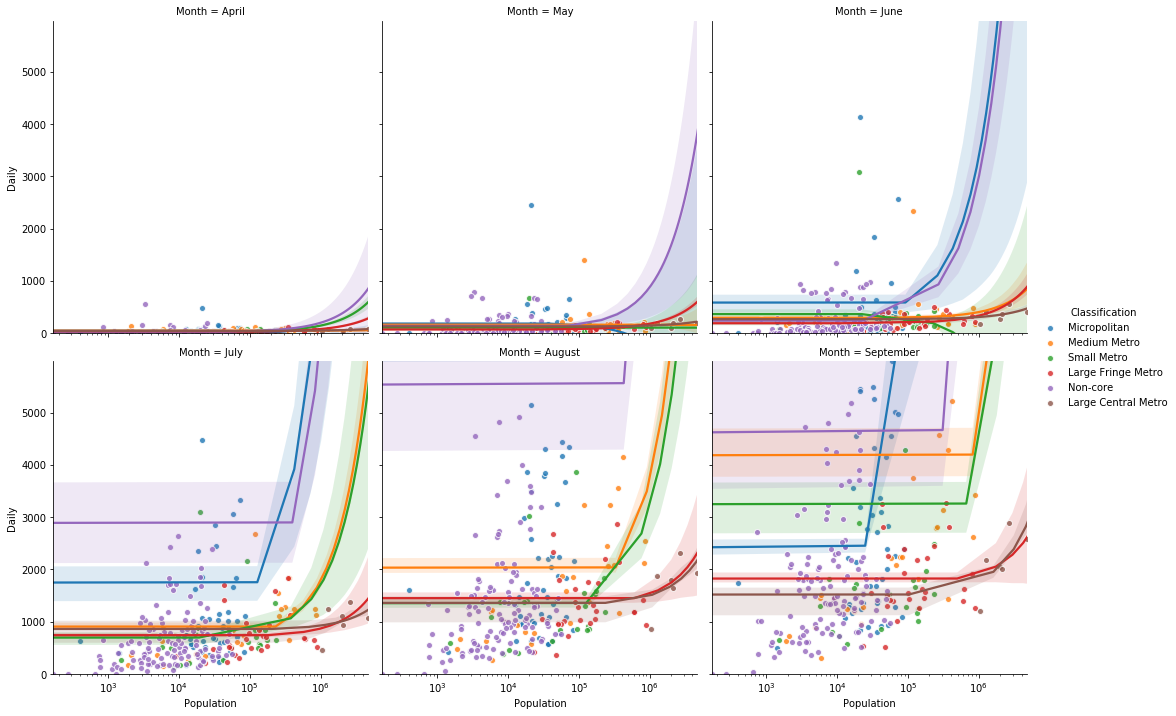 Month = April
Month = May
Month = June
5000
4000
3000
2000
1000
0
Daily
Classification
Micropolitan
Medium Metro
Small Metro
Large Fringe Metro
Non-core
Large Central Metro
Month = July
Month = August
Month = September
5000
4000
3000
2000
1000
0
Daily
10³ 10⁴ 10⁵ 10⁶
10³ 10⁴ 10⁵ 10⁶
10³ 10⁴ 10⁵ 10⁶
Population
Population
Population